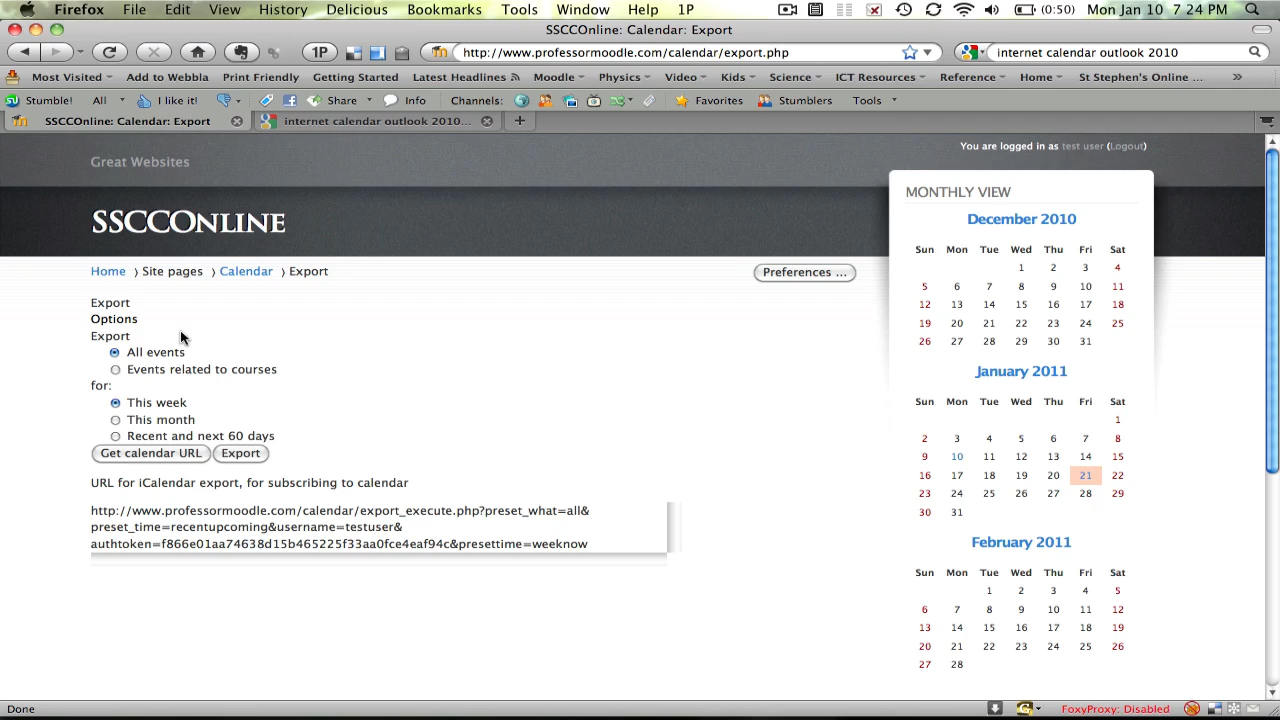 Firefox File Edit View History Delicious Bookmarks Tools Window Help 1P (0:50) Mon Jan 10 7:24 PM
SSCCOnline: Calendar: Export
1P http://www.professormoodle.com/calendar/export.php internet calendar outlook 2010
Most Visited Add to Webbla Print Friendly Getting Started Latest Headlines Moodle Physics Video Kids Science ICT Resources Reference Home St Stephen's Online ... »
Stumble! All I like it! Share Info Channels: Favorites Stumblers Tools
SSCCOnline: Calendar: Export internet calendar outlook 2010...
You are logged in as test user (Logout)
Great Websites
SSCCOnline
Home Site pages Calendar Export
Preferences ...
Export
Options
Export
All events
Events related to courses
for:
This week
This month
Recent and next 60 days
Get calendar URL Export
URL for iCalendar export, for subscribing to calendar
http://www.professormoodle.com/calendar/export_execute.php?preset_what=all&
preset_time=recentupcoming&username=testuser&
authtoken=f866e01aa74638d15b465225f33aa0fce4eaf94c&presettime=weeknow
MONTHLY VIEW
December 2010
Sun Mon Tue Wed Thu Fri Sat
1 2 3 4
5 6 7 8 9 10 11
12 13 14 15 16 17 18
19 20 21 22 23 24 25
26 27 28 29 30 31
January 2011
Sun Mon Tue Wed Thu Fri Sat
1
2 3 4 5 6 7 8
9 10 11 12 13 14 15
16 17 18 19 20 21 22
23 24 25 26 27 28 29
30 31
February 2011
Sun Mon Tue Wed Thu Fri Sat
1 2 3 4 5
6 7 8 9 10 11 12
13 14 15 16 17 18 19
20 21 22 23 24 25 26
27 28
Done
FoxyProxy: Disabled